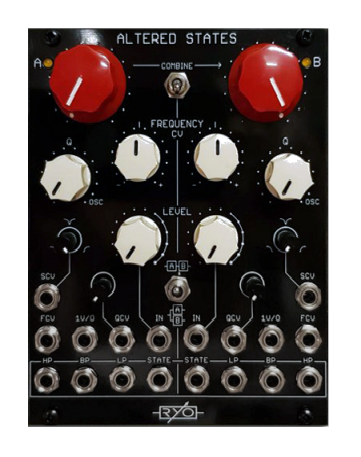 ALTERED STATES
A COMBINE B
FREQUENCY
CV
Q Q
OSC OSC
LEVEL
A B
SCV SCV
A
B
FCV 1V/O QCV IN IN QCV 1V/O FCV
HP BP LP STATE STATE LP BP HP
RYO